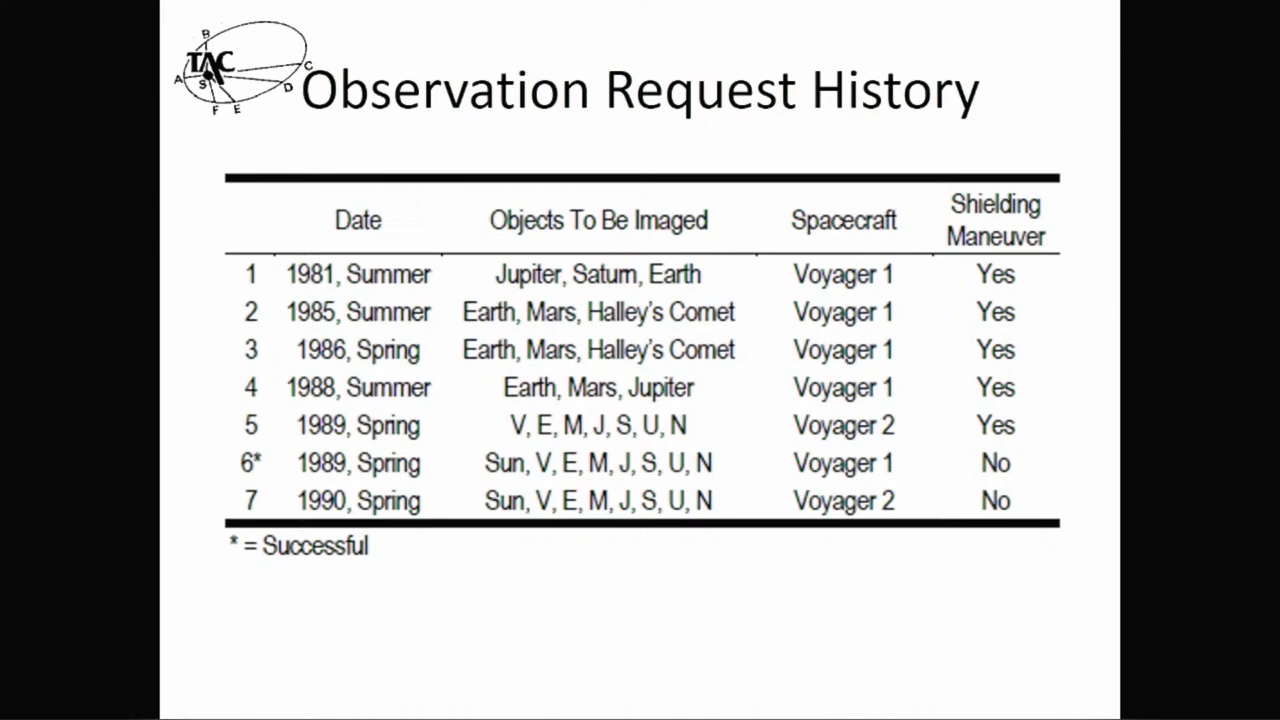 B
TAC
A
S
C
D
F E
Observation Request History
Date Objects To Be Imaged Spacecraft Shielding Maneuver
1 1981, Summer Jupiter, Saturn, Earth Voyager 1 Yes
2 1985, Summer Earth, Mars, Halley's Comet Voyager 1 Yes
3 1986, Spring Earth, Mars, Halley's Comet Voyager 1 Yes
4 1988, Summer Earth, Mars, Jupiter Voyager 1 Yes
5 1989, Spring V, E, M, J, S, U, N Voyager 2 Yes
6* 1989, Spring Sun, V, E, M, J, S, U, N Voyager 1 No
7 1990, Spring Sun, V, E, M, J, S, U, N Voyager 2 No
* = Successful